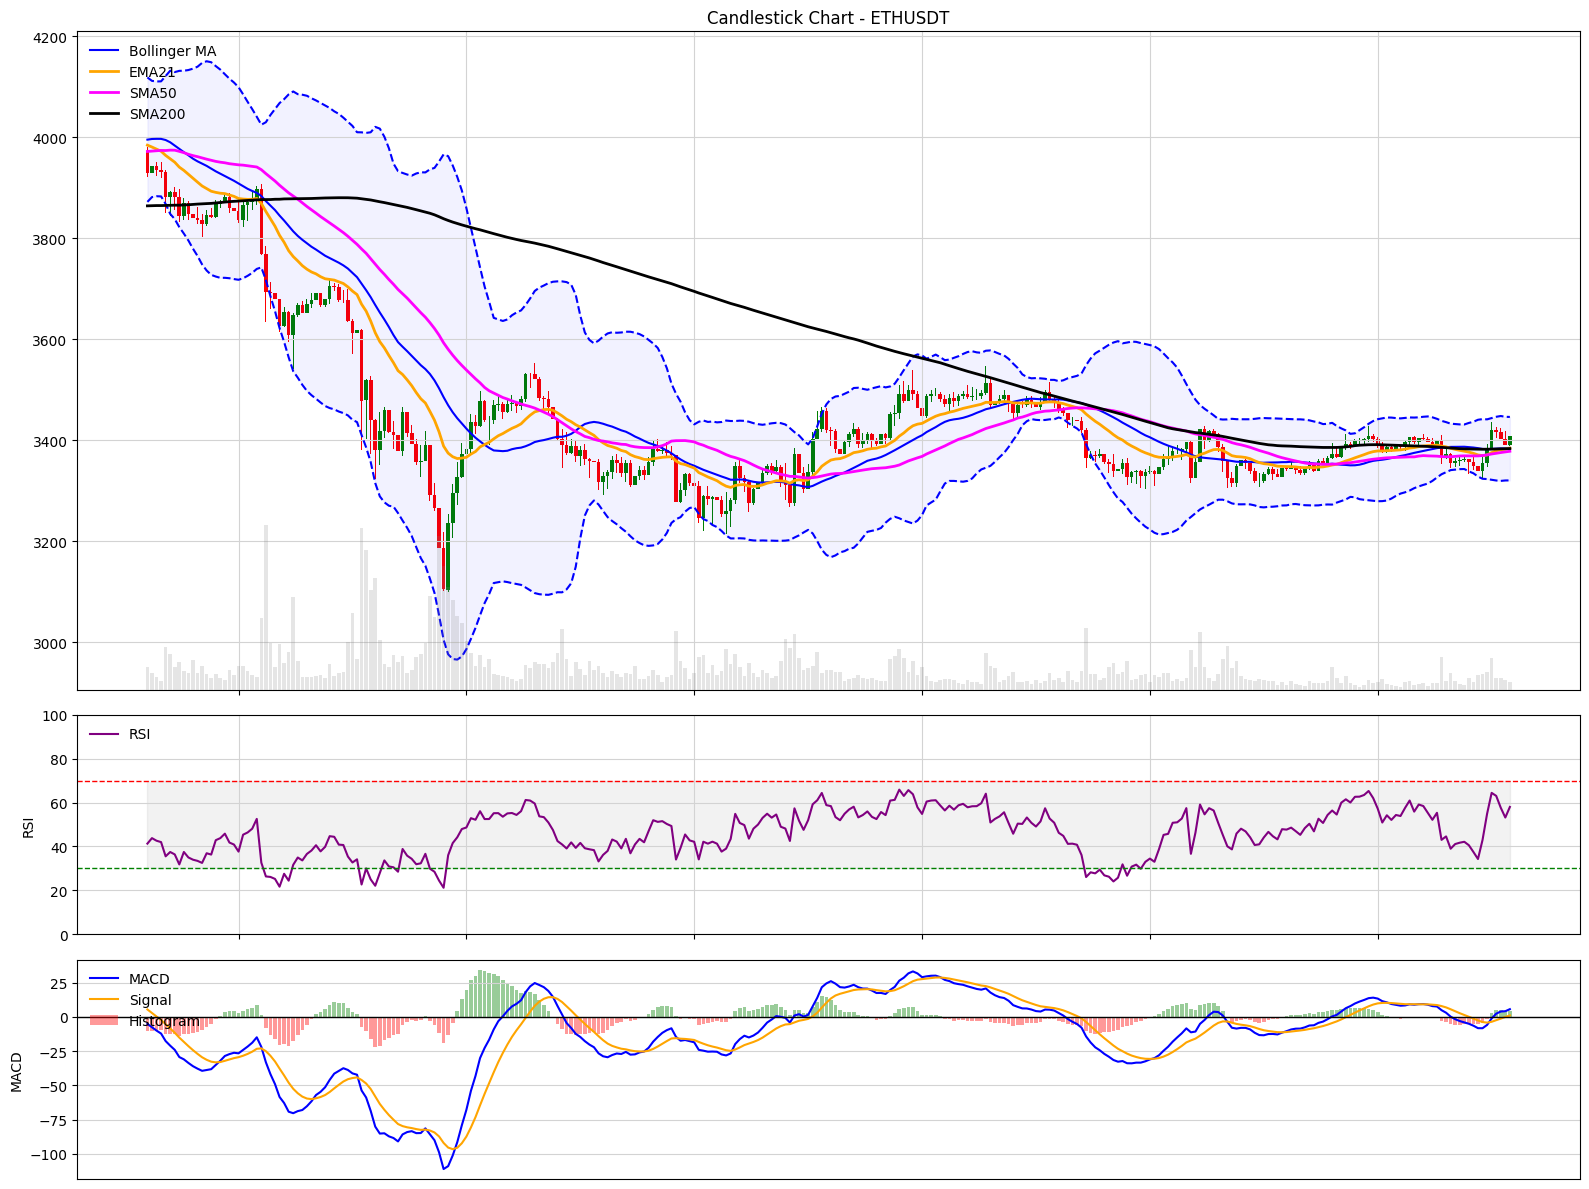 Candlestick Chart - ETHUSDT
4200
4000
3800
3600
3400
3200
3000
Bollinger MA
EMA21
SMA50
SMA200
100
80
60
40
20
0
RSI
RSI
25
0
−25
−50
−75
−100
MACD
MACD
Signal
Histogram